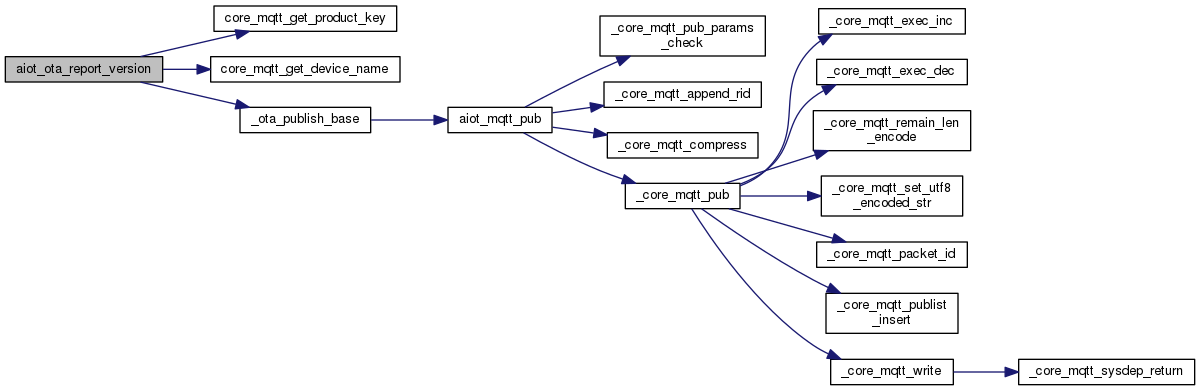 aiot_ota_report_version
core_mqtt_get_product_key
core_mqtt_get_device_name
_ota_publish_base
aiot_mqtt_pub
_core_mqtt_pub_params
_check
_core_mqtt_append_rid
_core_mqtt_compress
_core_mqtt_pub
_core_mqtt_exec_inc
_core_mqtt_exec_dec
_core_mqtt_remain_len
_encode
_core_mqtt_set_utf8
_encoded_str
_core_mqtt_packet_id
_core_mqtt_publist
_insert
_core_mqtt_write
_core_mqtt_sysdep_return